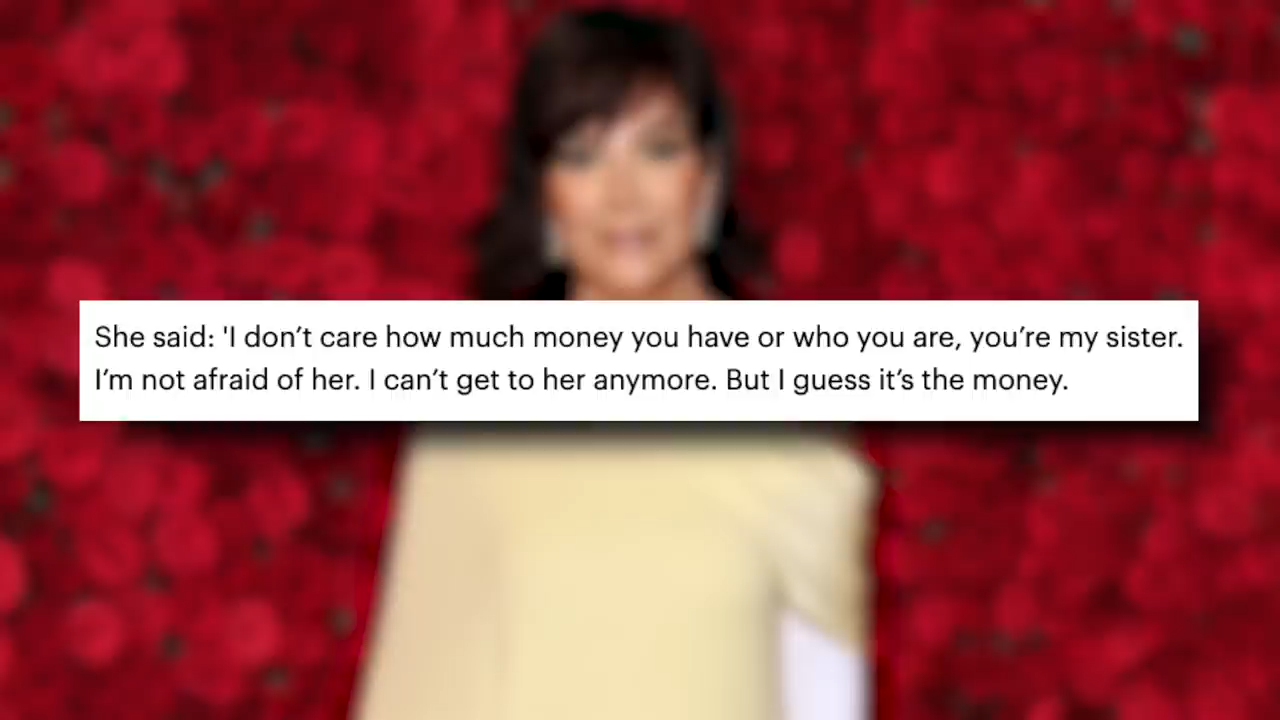 She said: 'I don’t care how much money you have or who you are, you’re my sister.
I’m not afraid of her. I can’t get to her anymore. But I guess it’s the money.